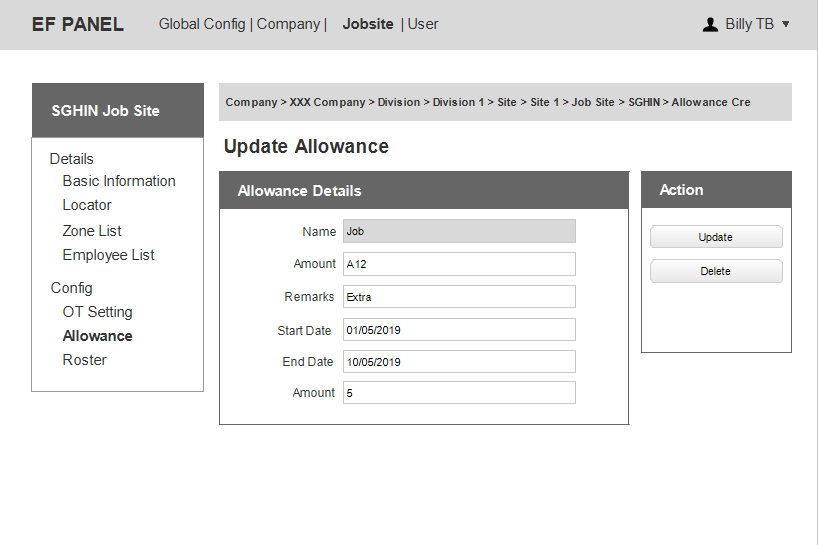 EF PANEL Global Config | Company | Jobsite | User Billy TB
SGHIN Job Site
Details
Basic Information
Locator
Zone List
Employee List
Config
OT Setting
Allowance
Roster
Company > XXX Company > Division > Division 1 > Site > Site 1 > Job Site > SGHIN > Allowance Cre
Update Allowance
Allowance Details
Name Job
Amount A12
Remarks Extra
Start Date 01/05/2019
End Date 10/05/2019
Amount 5
Action
Update
Delete